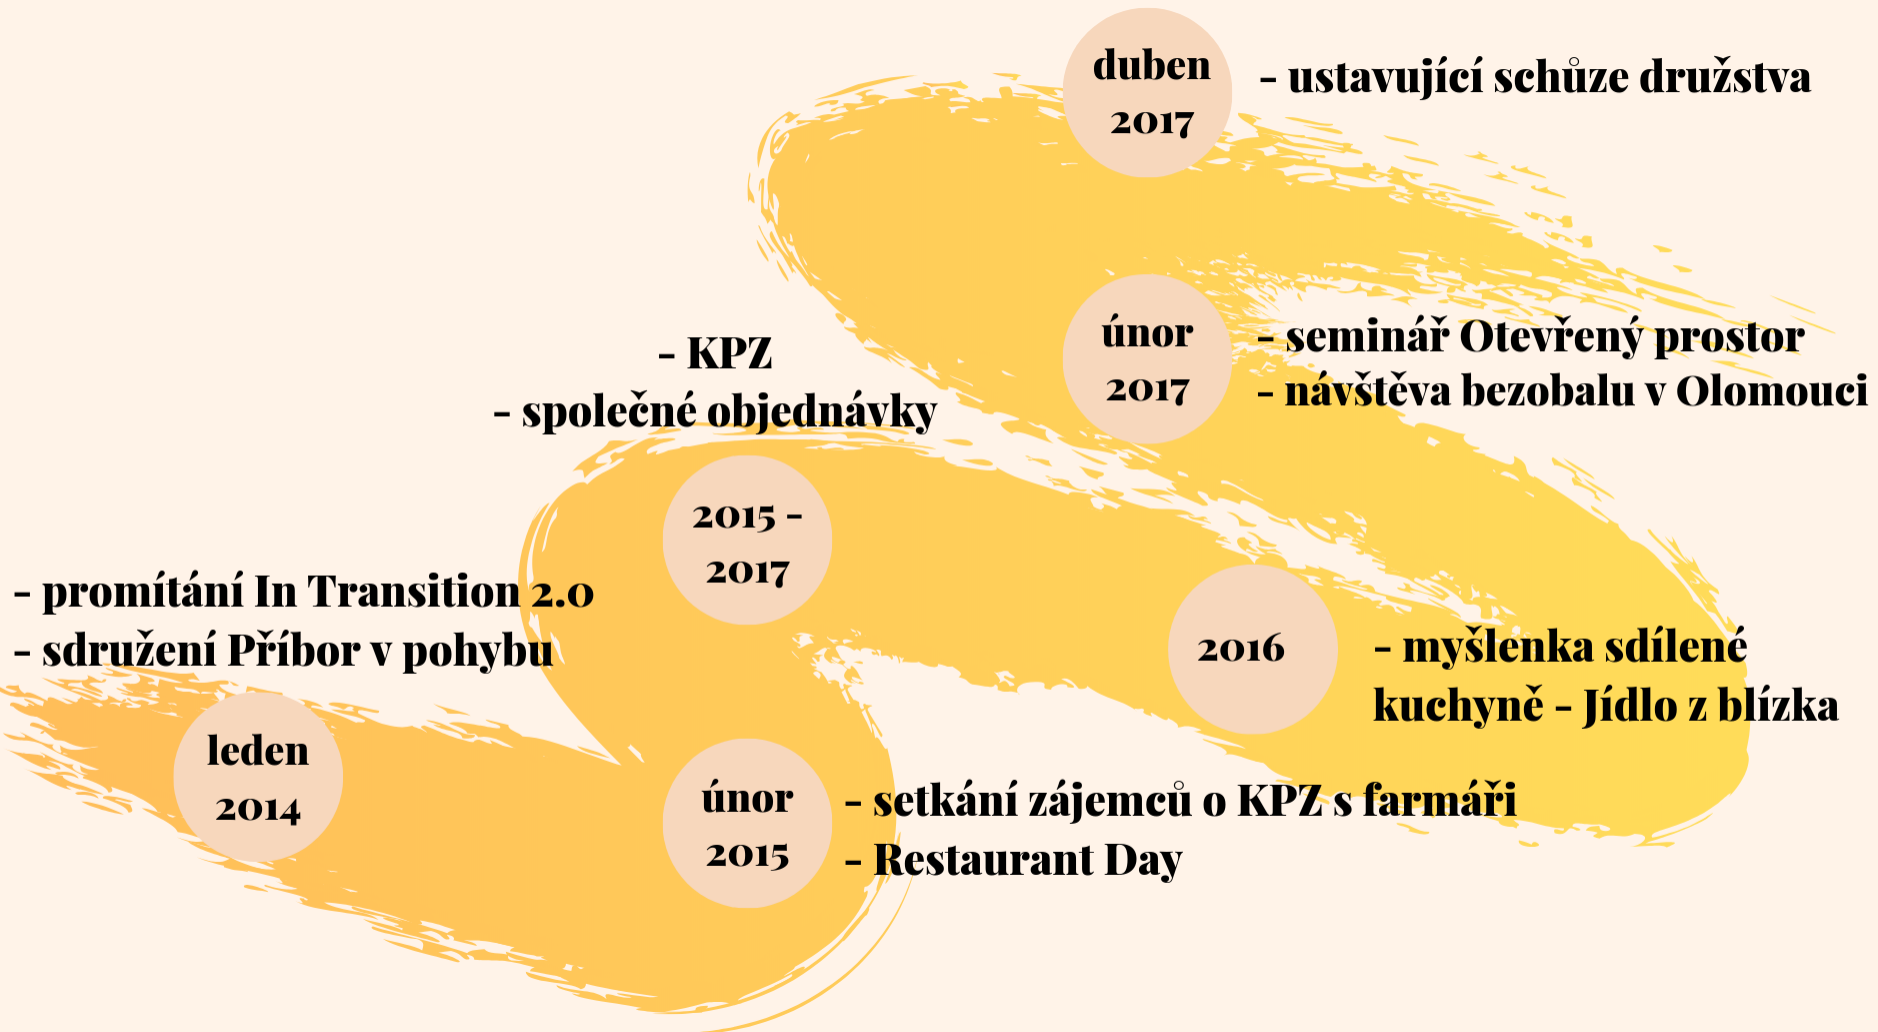 duben
2017
- ustavující schůze družstva
únor
2017
- seminář Otevřený prostor
- návštěva bezobalu v Olomouci
- KPZ
- společné objednávky
2015 -
2017
- promítání In Transition 2.0
- sdružení Příbor v pohybu
2016
- myšlenka sdílené
kuchyně - Jídlo z blízka
leden
2014
únor
2015
- setkání zájemců o KPZ s farmáři
- Restaurant Day